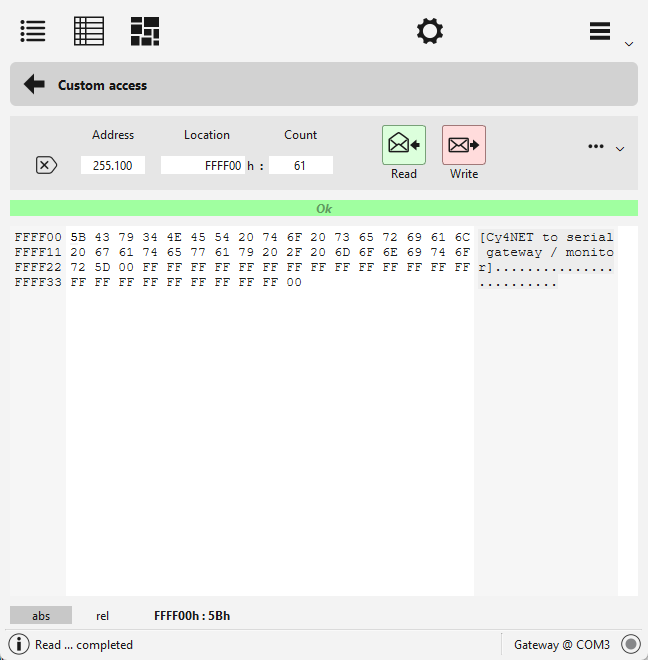 Custom access
Address Location Count
255.100 FFFF00 h : 61
Read Write
Ok
FFFF00 5B 43 79 34 4E 45 54 20 74 6F 20 73 65 72 69 61 6C [Cy4NET to serial
FFFF11 20 67 61 74 65 77 61 79 20 2F 20 6D 6F 6E 69 74 6F gateway / monito
FFFF22 72 5D 00 FF FF FF FF FF FF FF FF FF FF FF FF FF FF r]...............
FFFF33 FF FF FF FF FF FF FF FF FF 00 ..........
abs rel FFFF00h : 5Bh
Read ... completed Gateway @ COM3